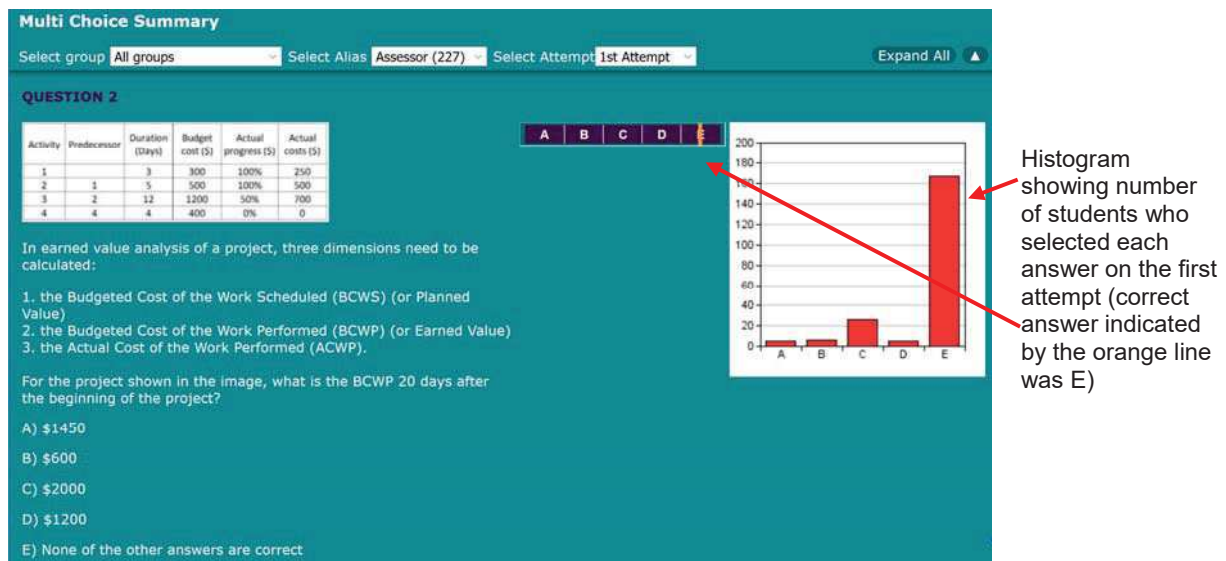 Multi Choice Summary
Select group All groups Select Alias Assessor (227) Select Attempt 1st Attempt Expand All ▲
QUESTION 2
Activity Predecessor Duration (Days) Budget cost ($) Actual progress ($) Actual costs ($)
1 3 300 100% 250
2 1 5 500 100% 500
3 2 12 1200 50% 700
4 4 4 400 0% 0
In earned value analysis of a project, three dimensions need to be
calculated:
1. the Budgeted Cost of the Work Scheduled (BCWS) (or Planned
Value)
2. the Budgeted Cost of the Work Performed (BCWP) (or Earned Value)
3. the Actual Cost of the Work Performed (ACWP).
For the project shown in the image, what is the BCWP 20 days after
the beginning of the project?
A) $1450
B) $600
C) $2000
D) $1200
E) None of the other answers are correct
A B C D E
200
180
160
140
120
100
80
60
40
20
0
A B C D E
Histogram
showing number
of students who
selected each
answer on the first
attempt (correct
answer indicated
by the orange line
was E)